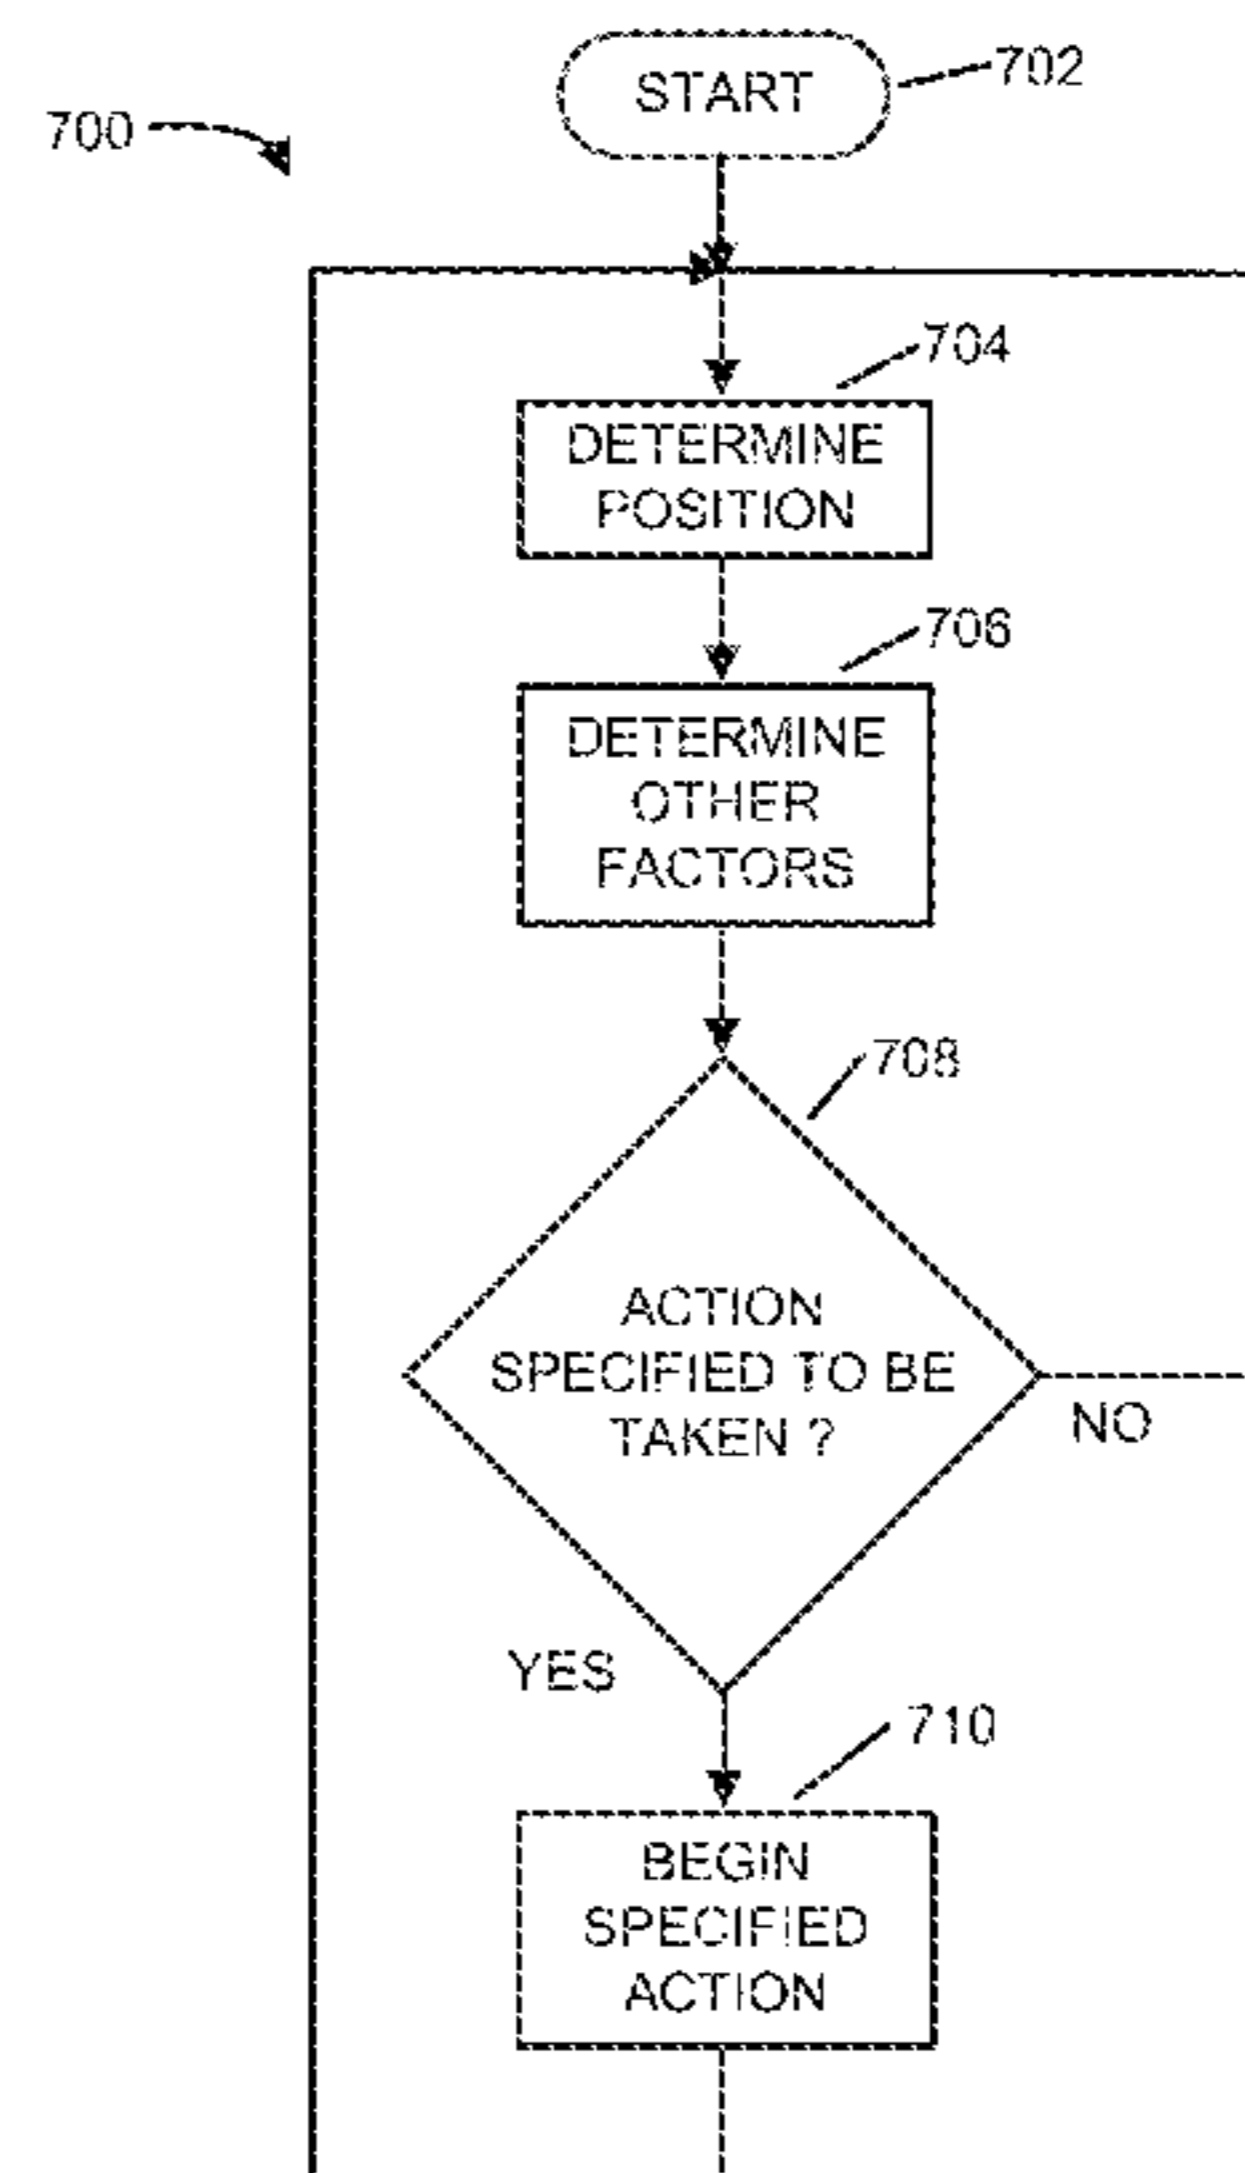 START
702
700
704
DETERMINE
POSITION
706
DETERMINE
OTHER
FACTORS
708
ACTION
SPECIFIED TO BE
TAKEN ?
NO
YES
710
BEGIN
SPECIFIED
ACTION